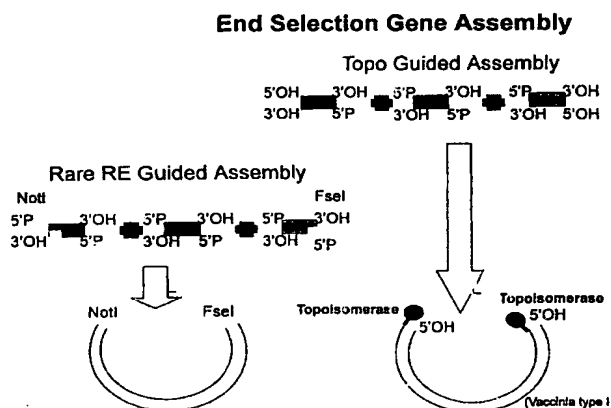 End Selection Gene Assembly
Topo Guided Assembly
5'OH 3'OH 5'P 3'OH 5'P 3'OH
3'OH 5'P 3'OH 5'P 3'OH 5'OH
Rare RE Guided Assembly
NotI FseI
5'P 3'OH 5'P 3'OH 5'P 3'OH
3'OH 5'P 3'OH 5'P 3'OH 5'P
NotI FseI
Topoisomerase Topoisomerase
5'OH 5'OH
(Vaccinia type I